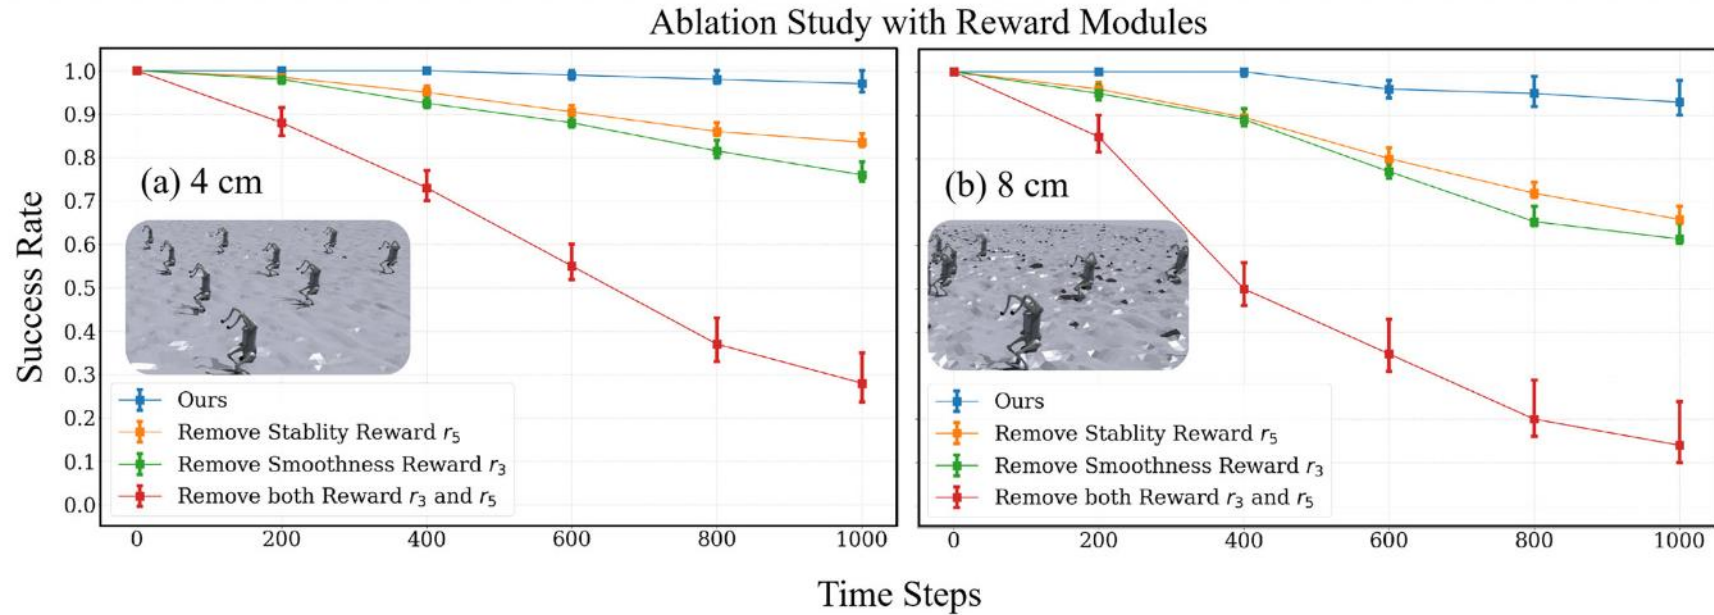 Ablation Study with Reward Modules
Success Rate
1.0
0.9
0.8
0.7
0.6
0.5
0.4
0.3
0.2
0.1
0.0
(a) 4 cm
Ours
Remove Stablity Reward r5
Remove Smoothness Reward r3
Remove both Reward r3 and r5
0 200 400 600 800 1000
(b) 8 cm
Ours
Remove Stablity Reward r5
Remove Smoothness Reward r3
Remove both Reward r3 and r5
0 200 400 600 800 1000
Time Steps